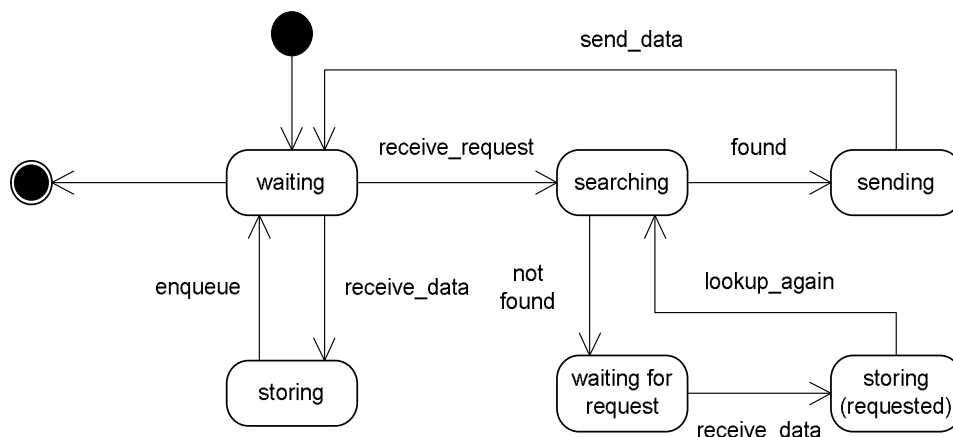 send_data
receive_request
found
waiting
searching
sending
enqueue
receive_data
not
found
lookup_again
storing
waiting for
request
storing
(requested)
receive_data